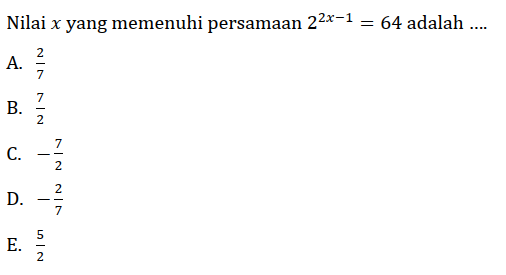 Nilai x yang memenuhi persamaan 2^{2x−1} = 64 adalah ....
A. \frac{2}{7}
B. \frac{7}{2}
C. −\frac{7}{2}
D. −\frac{2}{7}
E. \frac{5}{2}